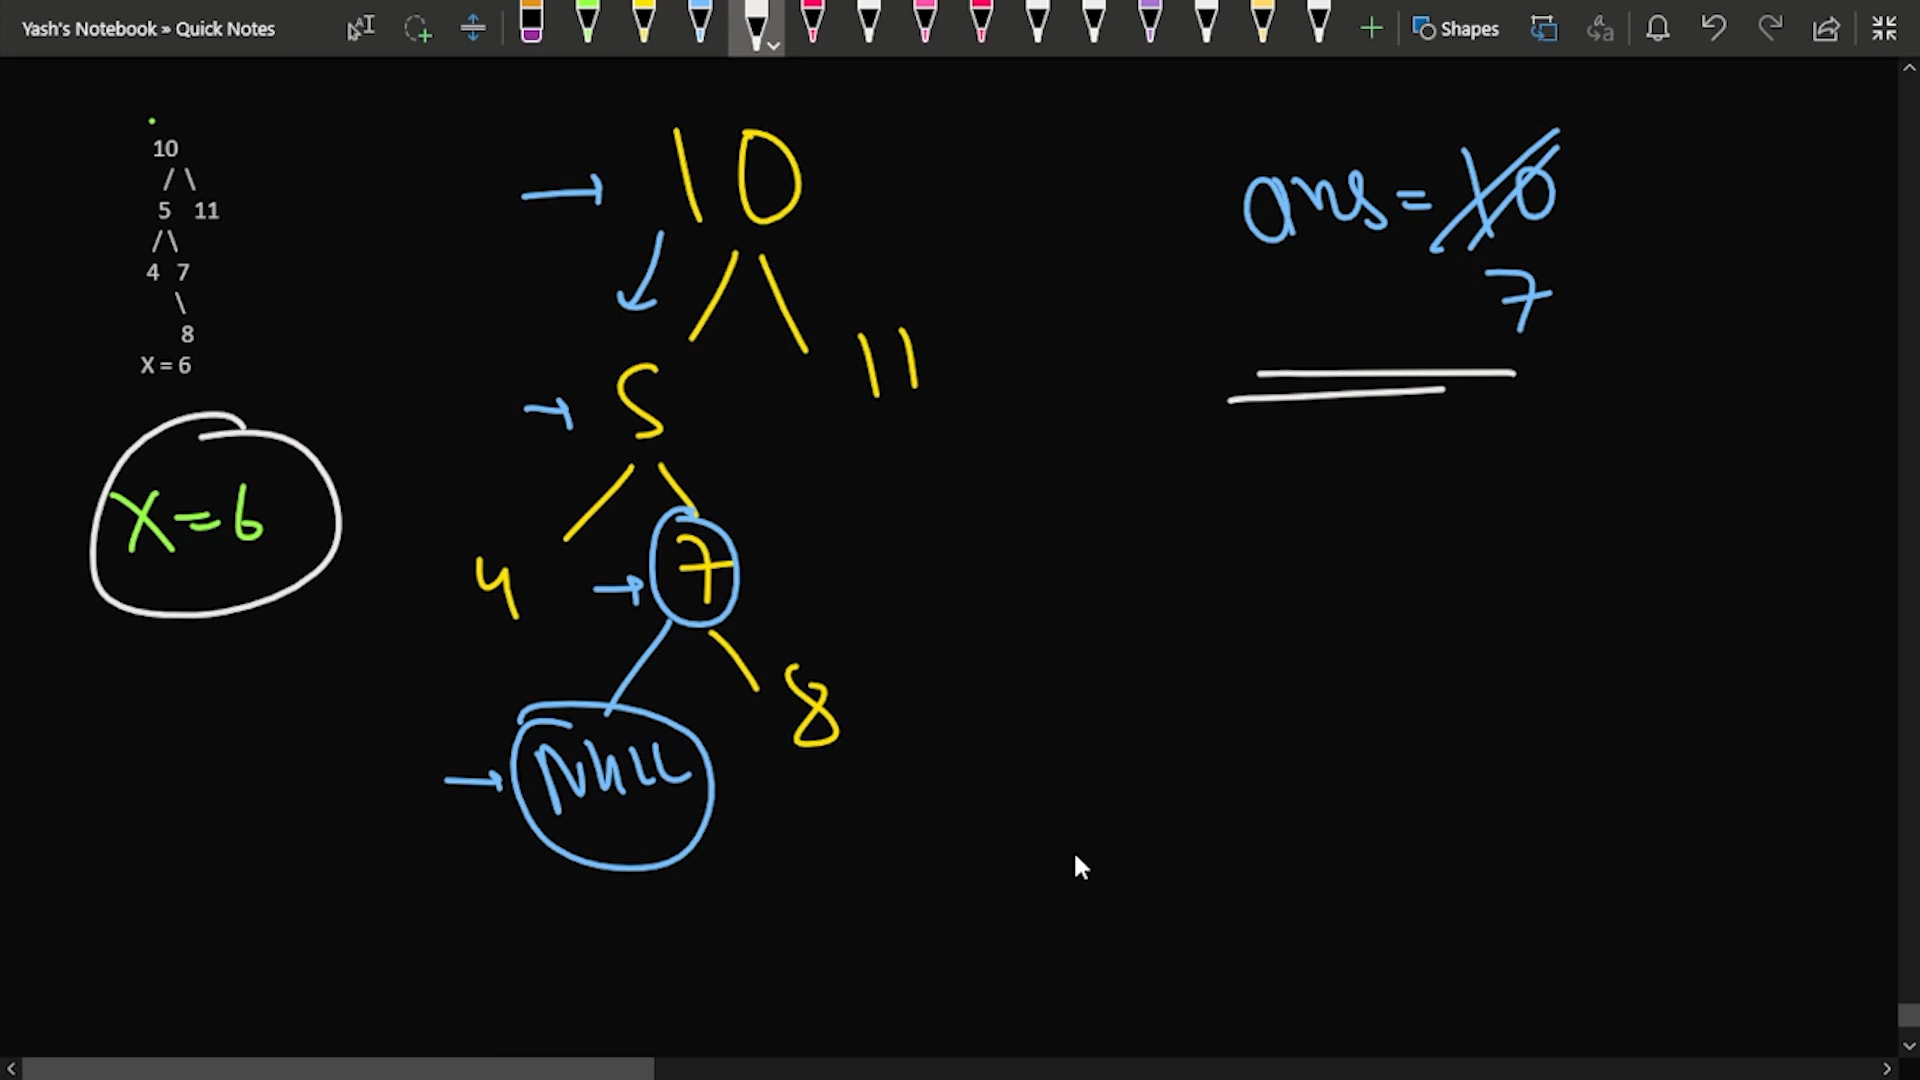 Yash's Notebook » Quick Notes
Shapes
10
/ \
5 11
/ \
4 7
\
8
X = 6
X = 6
10
5 11
4 7
8
Null
ans = 10
7